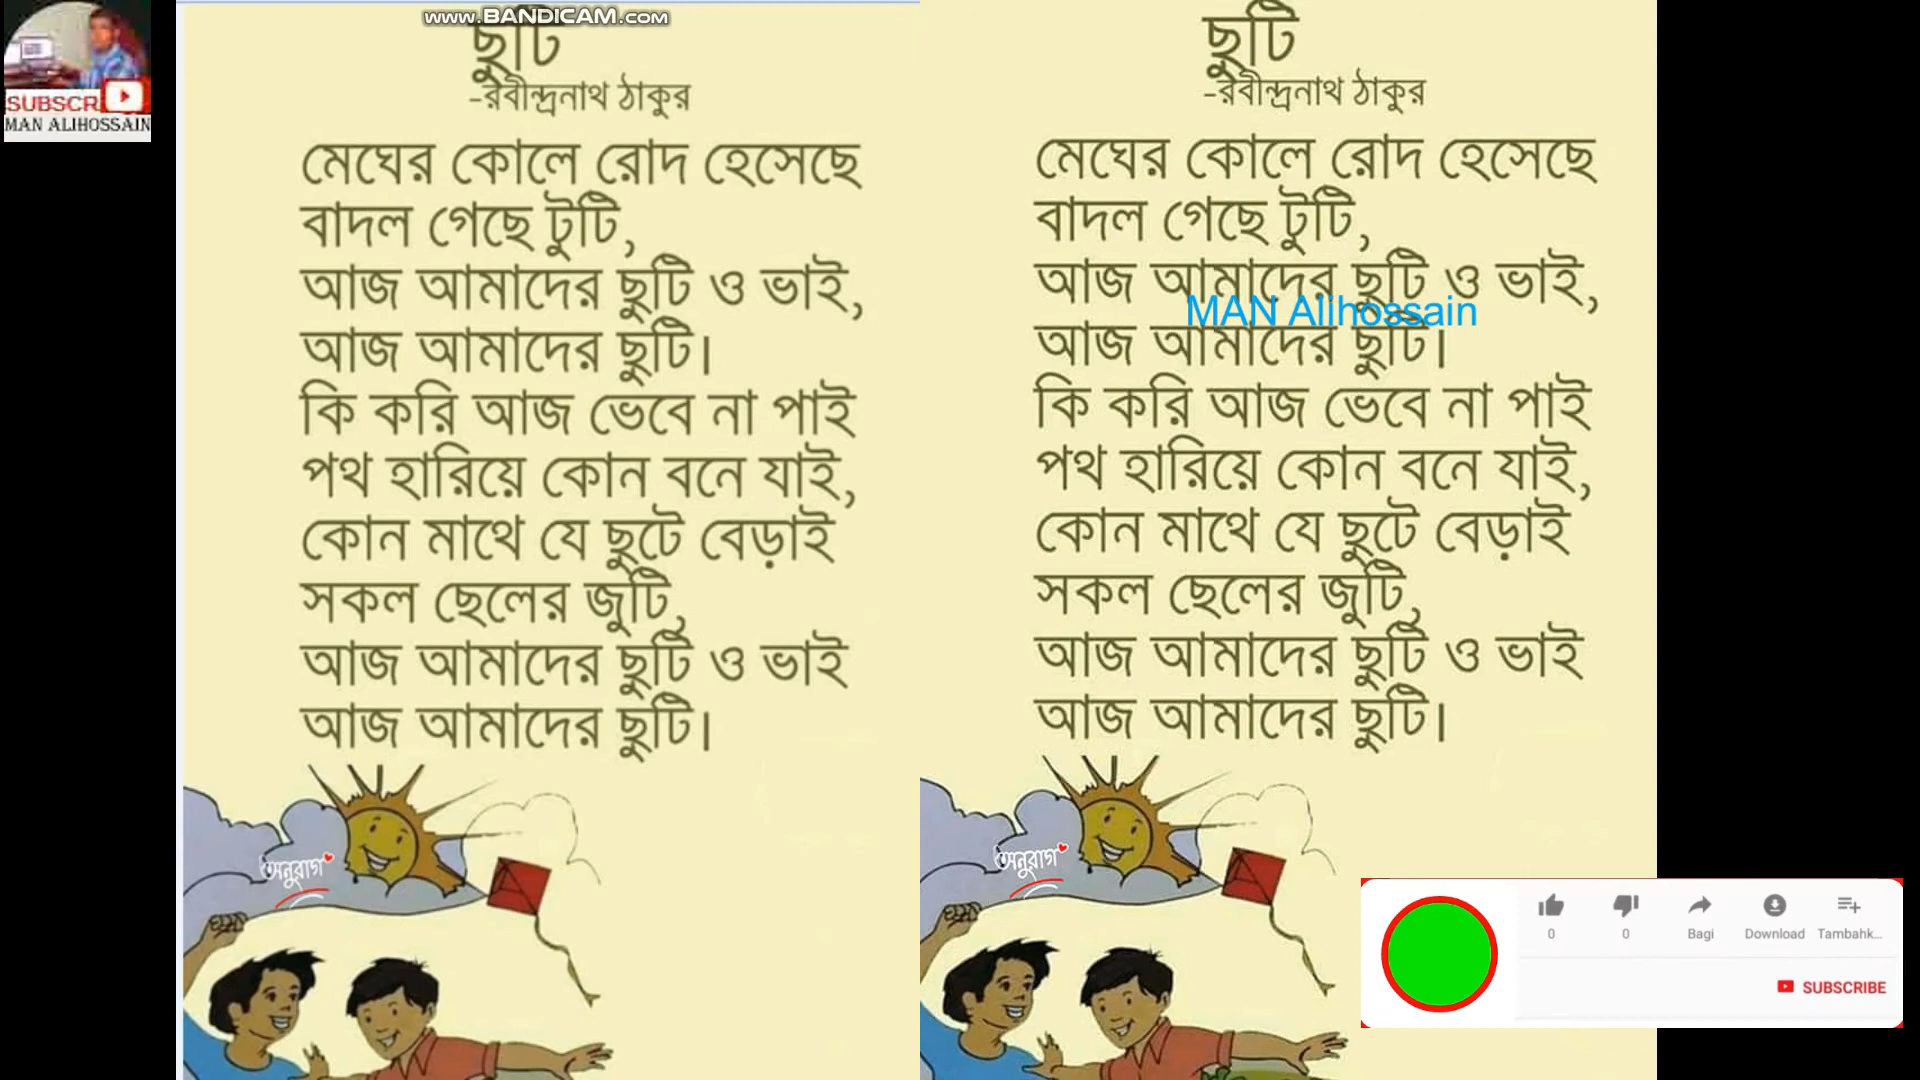 www.BANDICAM.com
SUBSCR
MAN ALIHOSSAIN
ছুটি
-রবীন্দ্রনাথ ঠাকুর
মেঘের কোলে রোদ হেসেছে
বাদল গেছে টুটি,
আজ আমাদের ছুটি ও ভাই,
আজ আমাদের ছুটি।
কি করি আজ ভেবে না পাই
পথ হারিয়ে কোন বনে যাই,
কোন মাথে যে ছুটে বেড়াই
সকল ছেলের জুটি,
আজ আমাদের ছুটি ও ভাই
আজ আমাদের ছুটি।
অনুরাগ
ছুটি
-রবীন্দ্রনাথ ঠাকুর
মেঘের কোলে রোদ হেসেছে
বাদল গেছে টুটি,
আজ আমাদের ছুটি ও ভাই,
MAN Alihossain
আজ আমাদের ছুটি।
কি করি আজ ভেবে না পাই
পথ হারিয়ে কোন বনে যাই,
কোন মাথে যে ছুটে বেড়াই
সকল ছেলের জুটি,
আজ আমাদের ছুটি ও ভাই
আজ আমাদের ছুটি।
অনুরাগ
0 0 Bagi Download Tambahk...
SUBSCRIBE